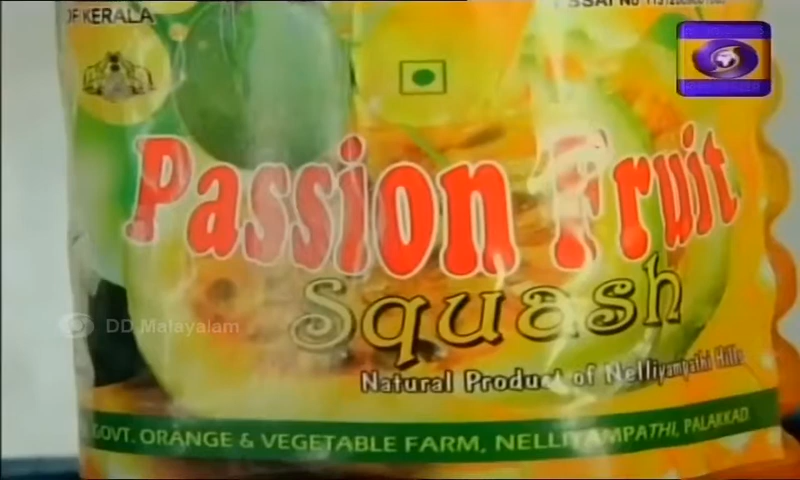 OF KERALA
Passion Fruit
Squash
Natural Product of Nelliyampathi Hills
GOVT. ORANGE & VEGETABLE FARM, NELLIYAMPATHI, PALAKKAD
DD Malayalam